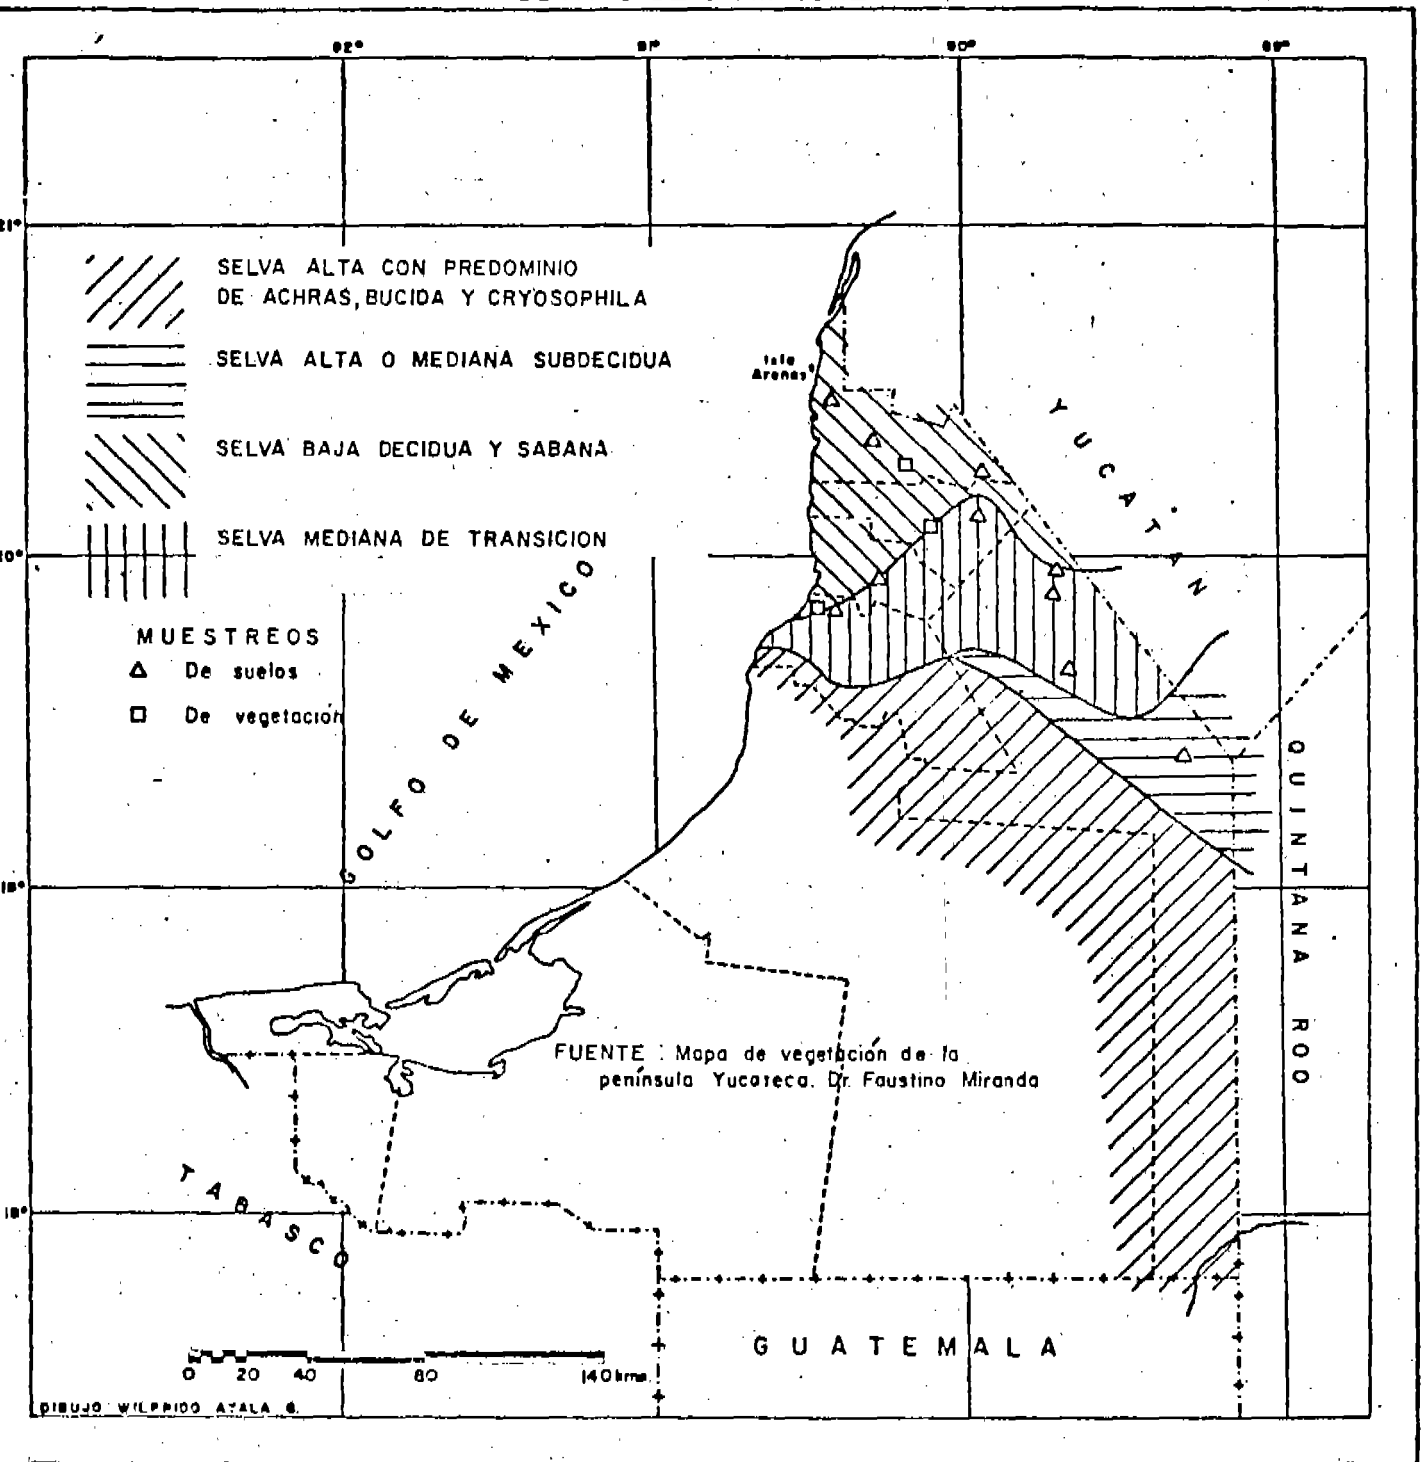 92° 91° 90° 89°
21°
SELVA ALTA CON PREDOMINIO
DE ACHRAS, BUCIDA Y CRYOSOPHILA
SELVA ALTA O MEDIANA SUBDECIDUA
Isla
Arenas
SELVA BAJA DECIDUA Y SABANA
YUCATAN
SELVA MEDIANA DE TRANSICION
GOLFO DE MEXICO
MUESTREOS
De suelos
De vegetación
QUINTANA ROO
FUENTE : Mapa de vegetación de la
península Yucateca. Dr. Faustino Miranda
TABASCO
18°
GUATEMALA
0 20 40 80 140 kms.
DIBUJO WILFRIDO AYALA G.